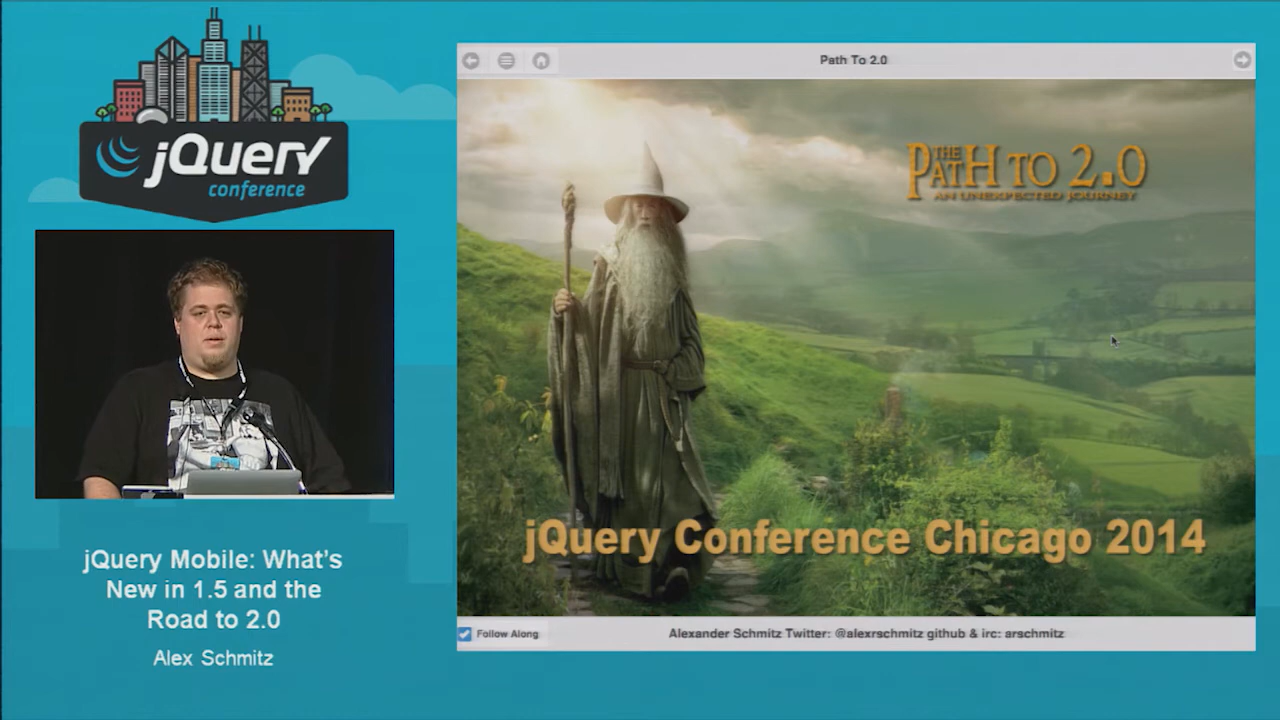 jQuery
conference
jQuery Mobile: What's
New in 1.5 and the
Road to 2.0
Alex Schmitz
Path To 2.0
THE
PATH TO 2.0
AN UNEXPECTED JOURNEY
jQuery Conference Chicago 2014
Follow Along
Alexander Schmitz Twitter: @alexrschmitz github & irc: arschmitz